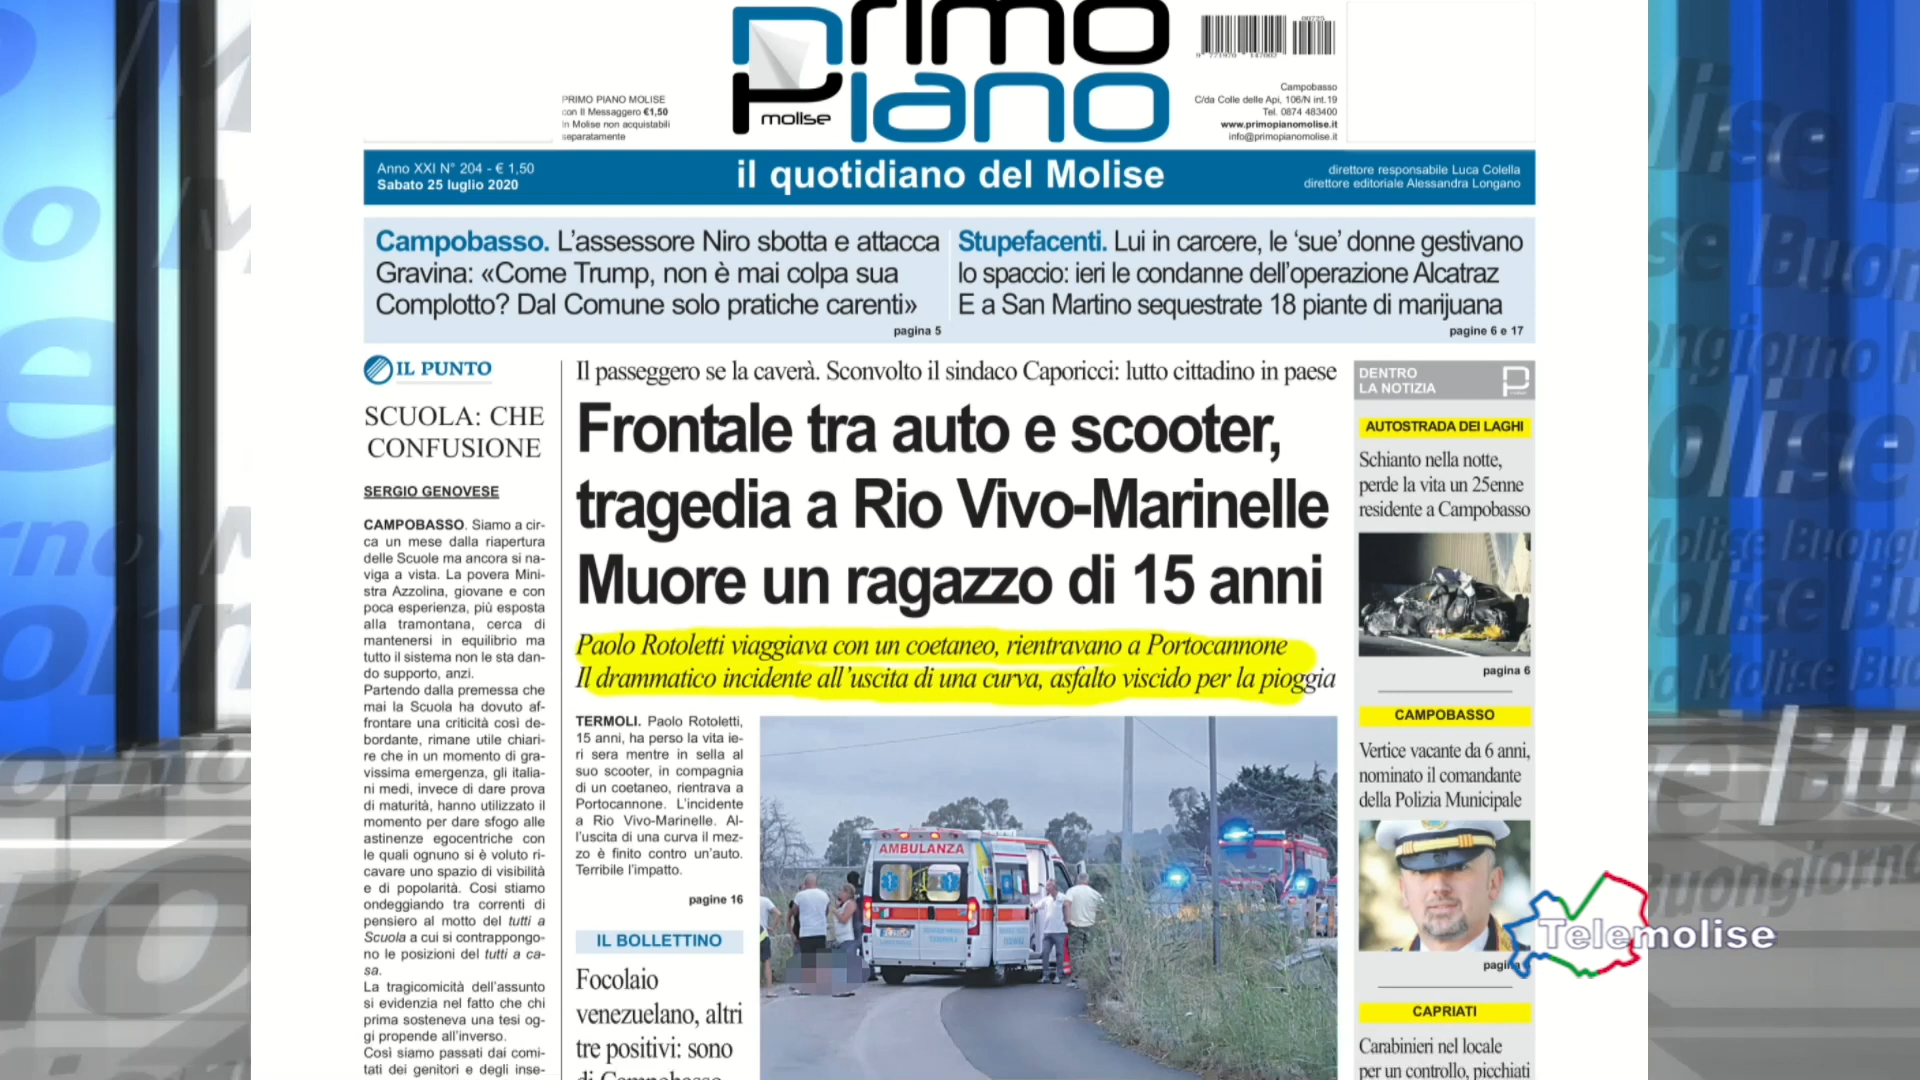 PRIMO
PIANO
molise
PRIMO PIANO MOLISE
con Il Messaggero €1,50
in Molise non acquistabili
separatamente
00725
9 771970 147002
Campobasso
C/da Colle delle Api, 106/N int.19
Tel. 0874 483400
www.primopianomolise.it
info@primopianomolise.it
Anno XXI N° 204 - € 1,50
Sabato 25 luglio 2020
il quotidiano del Molise
direttore responsabile Luca Colella
direttore editoriale Alessandra Longano
Campobasso. L'assessore Niro sbotta e attacca
Gravina: «Come Trump, non è mai colpa sua
Complotto? Dal Comune solo pratiche carenti»
pagina 5
Stupefacenti. Lui in carcere, le 'sue' donne gestivano
lo spaccio: ieri le condanne dell'operazione Alcatraz
E a San Martino sequestrate 18 piante di marijuana
pagine 6 e 17
IL PUNTO
SCUOLA: CHE
CONFUSIONE
SERGIO GENOVESE
CAMPOBASSO. Siamo a cir-
ca un mese dalla riapertura
delle Scuole ma ancora si na-
viga a vista. La povera Mini-
stra Azzolina, giovane e con
poca esperienza, più esposta
alla tramontana, cerca di
mantenersi in equilibrio ma
tutto il sistema non le sta dan-
do supporto, anzi.
Partendo dalla premessa che
mai la Scuola ha dovuto af-
frontare una criticità così de-
bordante, rimane utile chiari-
re che in un momento di gra-
vissima emergenza, gli italia-
ni medi, invece di dare prova
di maturità, hanno utilizzato il
momento per dare sfogo alle
astinenze egocentriche con
le quali ognuno si è voluto ri-
cavare uno spazio di visibilità
e di popolarità. Cosi stiamo
ondeggiando tra correnti di
pensiero al motto del tutti a
Scuola a cui si contrappongo-
no le posizioni del tutti a ca-
sa.
La tragicomicità dell'assunto
si evidenzia nel fatto che chi
prima sosteneva una tesi og-
gi propende all'inverso.
Così siamo passati dai comi-
tati dei genitori e degli inse-
Il passeggero se la caverà. Sconvolto il sindaco Caporicci: lutto cittadino in paese
Frontale tra auto e scooter,
tragedia a Rio Vivo-Marinelle
Muore un ragazzo di 15 anni
Paolo Rotoletti viaggiava con un coetaneo, rientravano a Portocannone
Il drammatico incidente all'uscita di una curva, asfalto viscido per la pioggia
TERMOLI. Paolo Rotoletti,
15 anni, ha perso la vita ie-
ri sera mentre in sella al
suo scooter, in compagnia
di un coetaneo, rientrava a
Portocannone. L'incidente
a Rio Vivo-Marinelle. Al-
l'uscita di una curva il mez-
zo è finito contro un'auto.
Terribile l'impatto.
pagine 16
IL BOLLETTINO
Focolaio
venezuelano, altri
tre positivi: sono
di Campobasso
AMBULANZA
DENTRO
LA NOTIZIA
AUTOSTRADA DEI LAGHI
Schianto nella notte,
perde la vita un 25enne
residente a Campobasso
pagina 6
CAMPOBASSO
Vertice vacante da 6 anni,
nominato il comandante
della Polizia Municipale
CAPRIATI
Carabinieri nel locale
per un controllo, picchiati
Telemolise